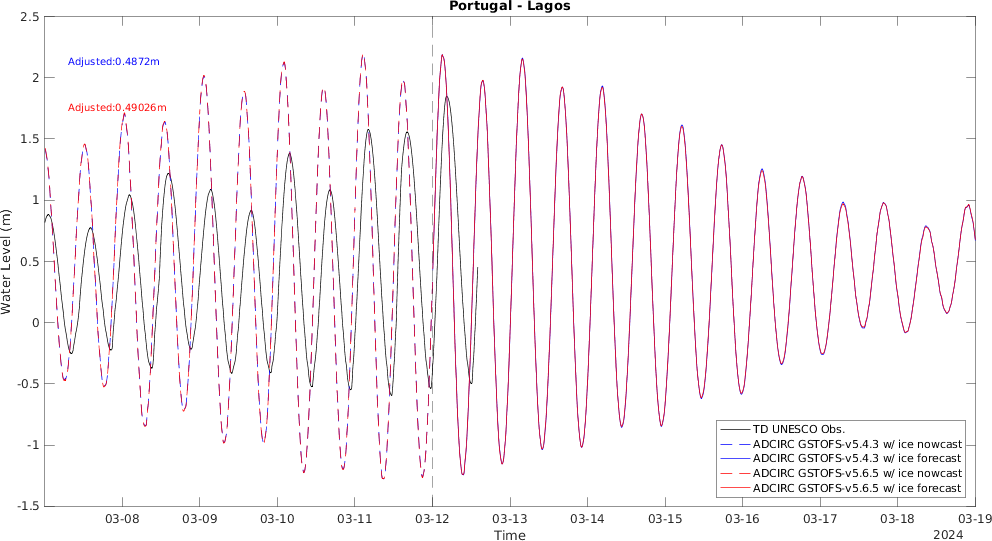 Portugal - Lagos
2.5
2
1.5
1
0.5
0
-0.5
-1
-1.5
Water Level (m)
Adjusted:0.4872m
Adjusted:0.49026m
TD UNESCO Obs.
ADCIRC GSTOFS-v5.4.3 w/ ice nowcast
ADCIRC GSTOFS-v5.4.3 w/ ice forecast
ADCIRC GSTOFS-v5.6.5 w/ ice nowcast
ADCIRC GSTOFS-v5.6.5 w/ ice forecast
03-08 03-09 03-10 03-11 03-12 03-13 03-14 03-15 03-16 03-17 03-18 03-19
Time
2024